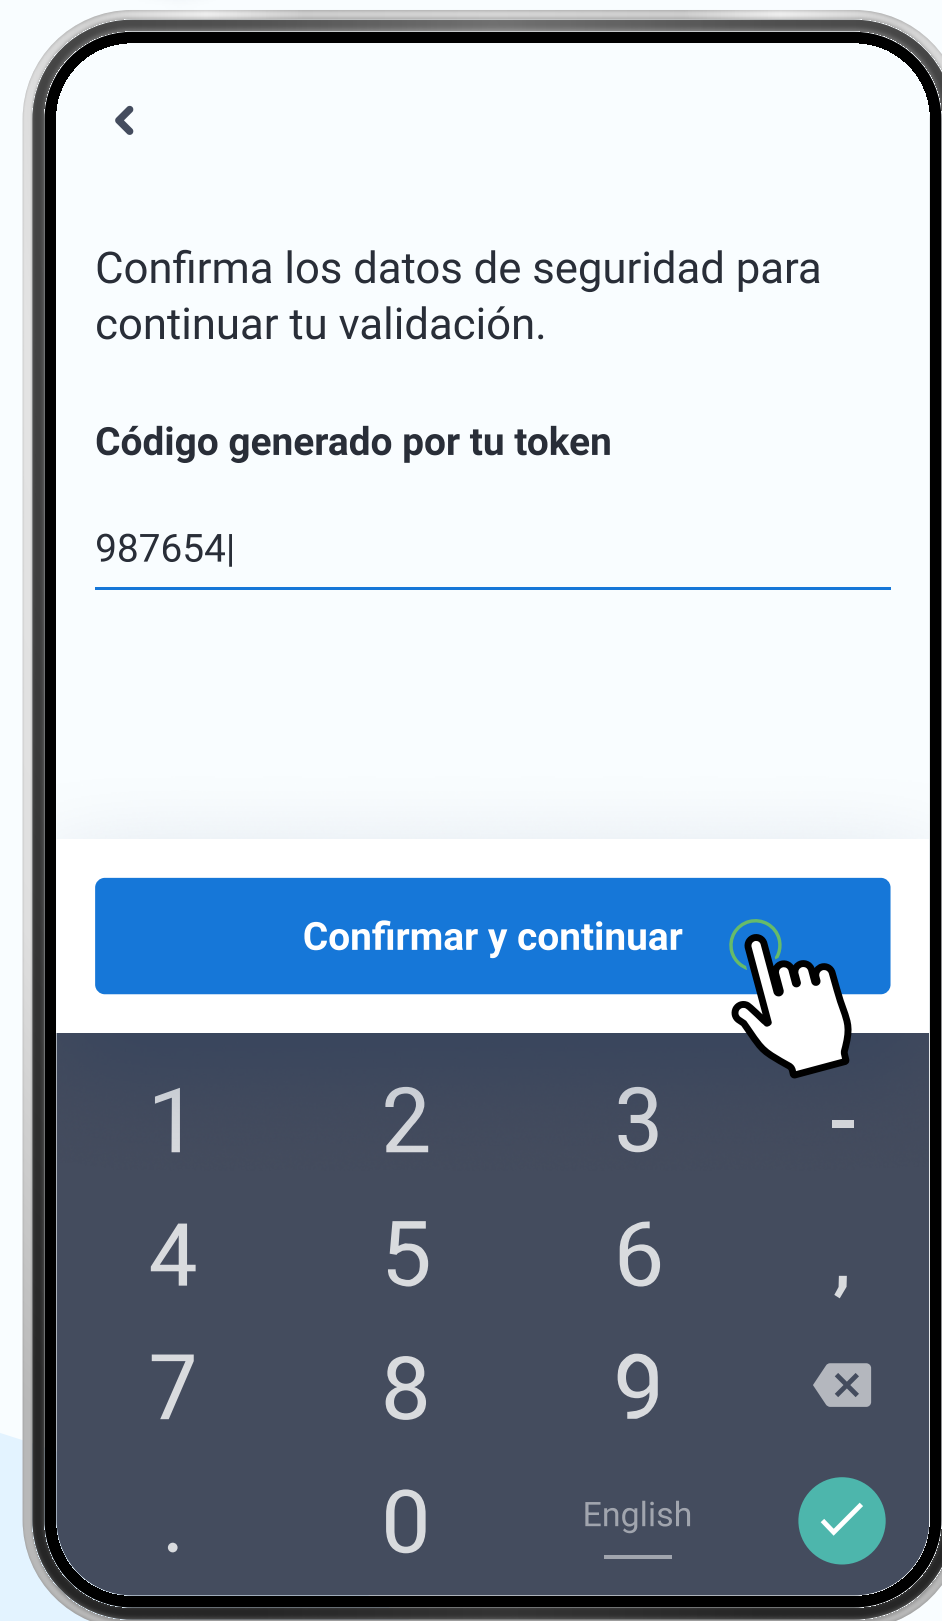 Confirma los datos de seguridad para
continuar tu validación.
Código generado por tu token
987654
Confirmar y continuar
1 2 3 -
4 5 6 ,
7 8 9
. 0 English